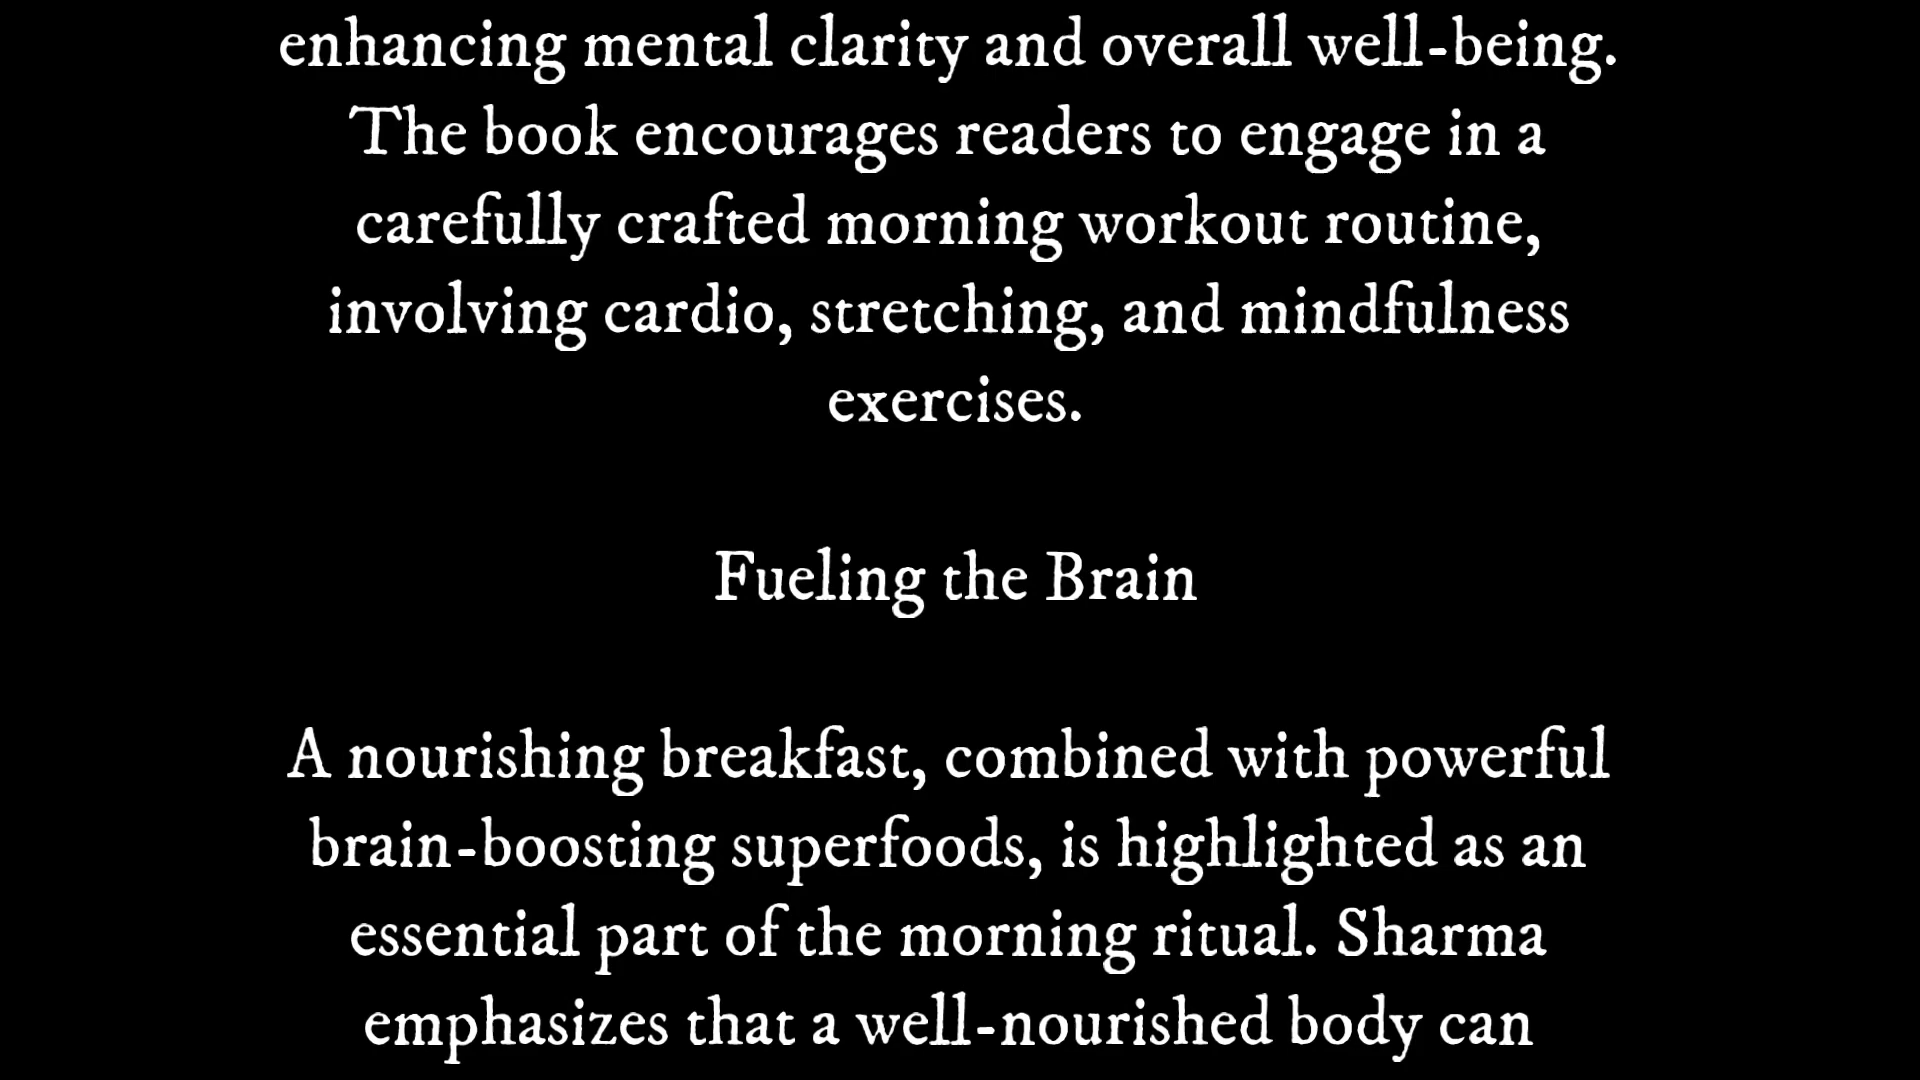 enhancing mental clarity and overall well-being.
The book encourages readers to engage in a
carefully crafted morning workout routine,
involving cardio, stretching, and mindfulness
exercises.
Fueling the Brain
A nourishing breakfast, combined with powerful
brain-boosting superfoods, is highlighted as an
essential part of the morning ritual. Sharma
emphasizes that a well-nourished body can